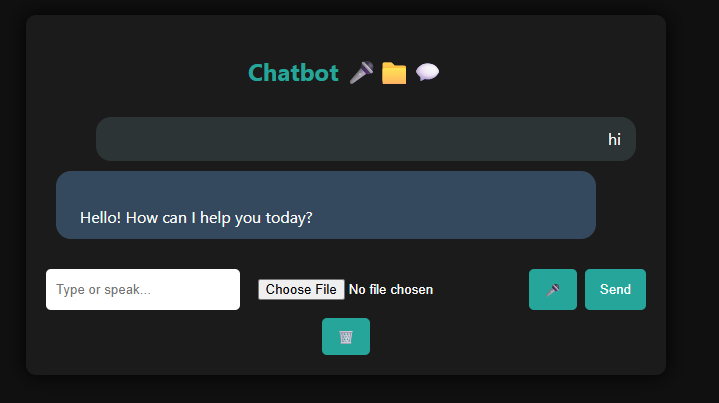 Chatbot 🎤 📁 💬
hi
Hello! How can I help you today?
Type or speak... Choose File No file chosen 🎤 Send
🗑️